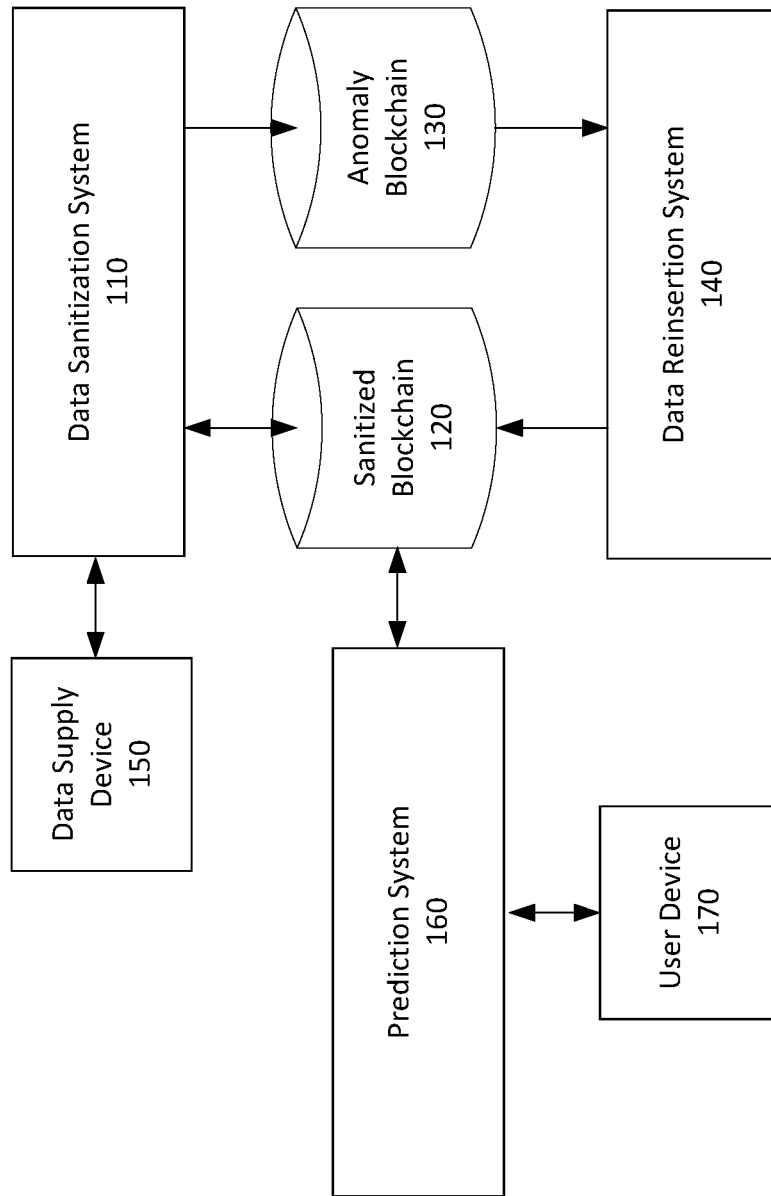 Data Supply
Device
150
Data Sanitization System
110
Prediction System
160
Sanitized
Blockchain
120
Anomaly
Blockchain
130
User Device
170
Data Reinsertion System
140